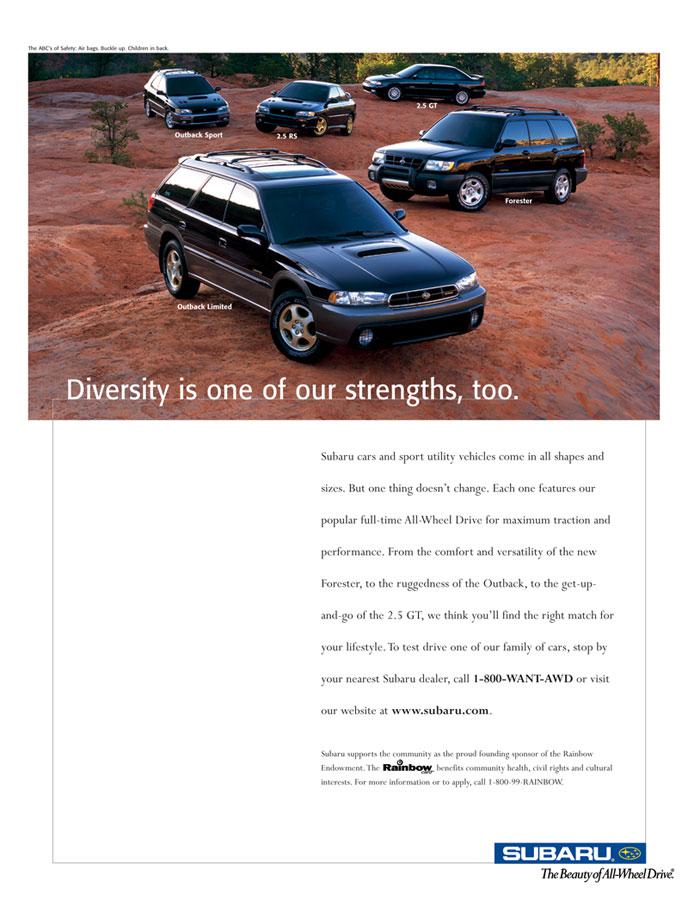 The ABC's of Safety: Air bags. Buckle up. Children in back.
2.5 GT
Outback Sport
2.5 RS
Forester
Outback Limited
Diversity is one of our strengths, too.
Subaru cars and sport utility vehicles come in all shapes and
sizes. But one thing doesn't change. Each one features our
popular full-time All-Wheel Drive for maximum traction and
performance. From the comfort and versatility of the new
Forester, to the ruggedness of the Outback, to the get-up-
and-go of the 2.5 GT, we think you'll find the right match for
your lifestyle. To test drive one of our family of cars, stop by
your nearest Subaru dealer, call 1-800-WANT-AWD or visit
our website at www.subaru.com.
Subaru supports the community as the proud founding sponsor of the Rainbow
Endowment. The Rainbow benefits community health, civil rights and cultural
interests. For more information or to apply, call 1-800-99-RAINBOW.
SUBARU®
The Beauty of All-Wheel Drive.®